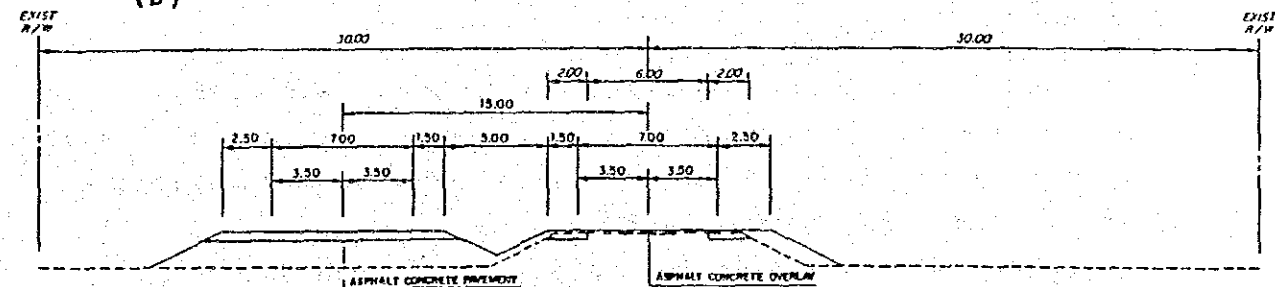 EXIST R/W
EXIST R/W
30.00 30.00
2.00 6.00 2.00
15.00
2.50 7.00 1.50 5.00 1.50 7.00 2.50
3.50 3.50 3.50 3.50
ASPHALT CONCRETE PAVEMENT
ASPHALT CONCRETE OVERLAY